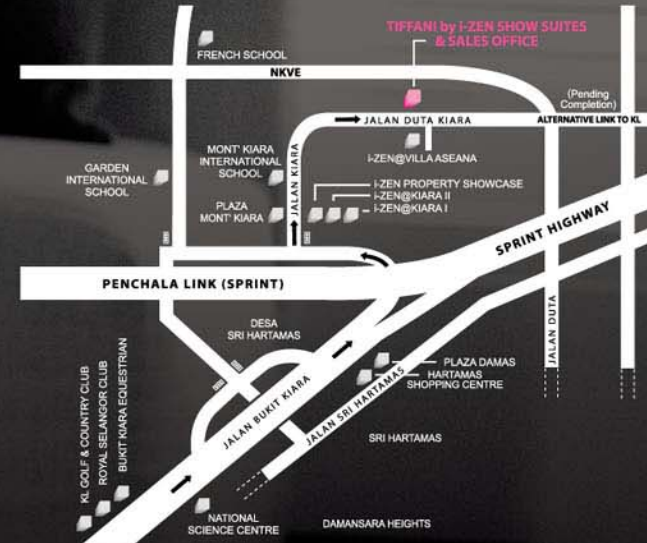 TIFFANI by i-ZEN SHOW SUITES
& SALES OFFICE
FRENCH SCHOOL
NKVE
(Pending
Completion)
ALTERNATIVE LINK TO KL
JALAN DUTA KIARA
i-ZEN@VILLA ASEANA
MONT' KIARA
INTERNATIONAL
SCHOOL
JALAN KIARA
GARDEN
INTERNATIONAL
SCHOOL
i-ZEN PROPERTY SHOWCASE
i-ZEN@KIARA II
i-ZEN@KIARA I
PLAZA
MONT' KIARA
SPRINT HIGHWAY
PENCHALA LINK (SPRINT)
DESA
SRI HARTAMAS
JALAN DUTA
PLAZA DAMAS
HARTAMAS
SHOPPING CENTRE
JALAN BUKIT KIARA
JALAN SRI HARTAMAS
SRI HARTAMAS
KL GOLF & COUNTRY CLUB
ROYAL SELANGOR CLUB
BUKIT KIARA EQUESTRIAN
NATIONAL
SCIENCE CENTRE
DAMANSARA HEIGHTS